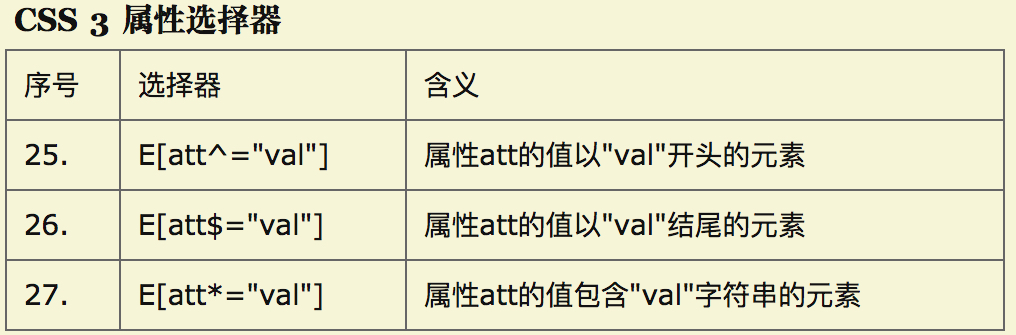 CSS 3 属性选择器
序号 选择器 含义
25. E[att^="val"] 属性att的值以"val"开头的元素
26. E[att$="val"] 属性att的值以"val"结尾的元素
27. E[att*="val"] 属性att的值包含"val"字符串的元素